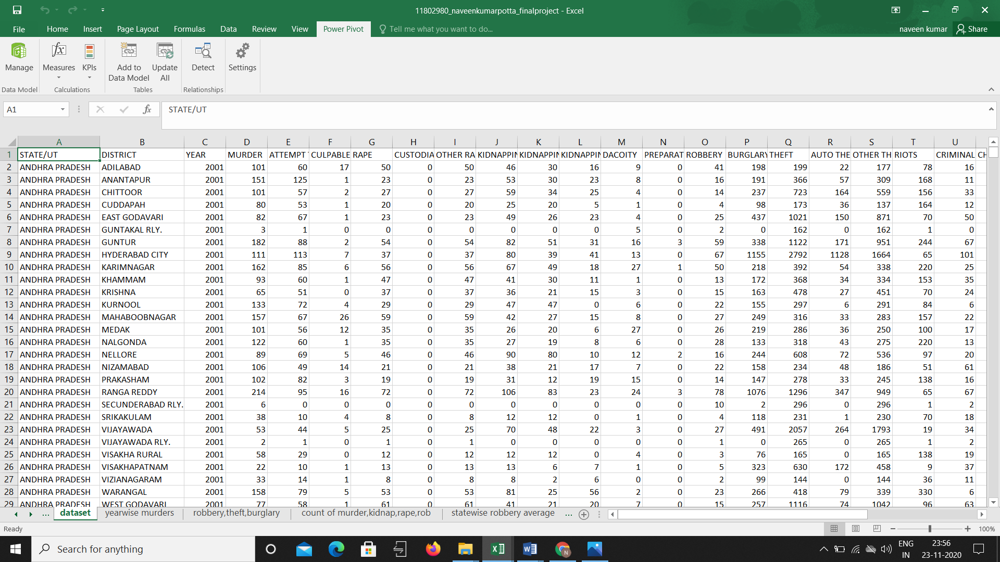 11802980_naveenkumarpotta_finalproject - Excel
File Home Insert Page Layout Formulas Data Review View Power Pivot Tell me what you want to do... naveen kumar Share
Manage Measures KPIs Add to Data Model Update All Detect Settings
Data Model Calculations Tables Relationships
A1 fx STATE/UT
A B C D E F G H I J K L M N O P Q R S T U
1 STATE/UT DISTRICT YEAR MURDER ATTEMPT CULPABLE RAPE CUSTODIA OTHER RA KIDNAPPIN KIDNAPPIN KIDNAPPIN DACOITY PREPARAT ROBBERY BURGLARY THEFT AUTO THE OTHER TH RIOTS CRIMINAL CH
2 ANDHRA PRADESH ADILABAD 2001 101 60 17 50 0 50 46 30 16 9 0 41 198 199 22 177 78 16
3 ANDHRA PRADESH ANANTAPUR 2001 151 125 1 23 0 23 53 30 23 8 0 16 191 366 57 309 168 11
4 ANDHRA PRADESH CHITTOOR 2001 101 57 2 27 0 27 59 34 25 4 0 14 237 723 164 559 156 33
5 ANDHRA PRADESH CUDDAPAH 2001 80 53 1 20 0 20 25 20 5 1 0 4 98 173 36 137 164 12
6 ANDHRA PRADESH EAST GODAVARI 2001 82 67 1 23 0 23 49 26 23 4 0 25 437 1021 150 871 70 50
7 ANDHRA PRADESH GUNTAKAL RLY. 2001 3 1 0 0 0 0 0 0 0 5 0 2 0 162 0 162 1 0
8 ANDHRA PRADESH GUNTUR 2001 182 88 2 54 0 54 82 51 31 16 3 59 338 1122 171 951 244 67
9 ANDHRA PRADESH HYDERABAD CITY 2001 111 113 7 37 0 37 80 39 41 13 0 67 1155 2792 1128 1664 65 101
10 ANDHRA PRADESH KARIMNAGAR 2001 162 85 6 56 0 56 67 49 18 27 1 50 218 392 54 338 220 25
11 ANDHRA PRADESH KHAMMAM 2001 93 60 1 47 0 47 41 30 11 1 0 13 172 368 34 334 153 35
12 ANDHRA PRADESH KRISHNA 2001 65 51 0 37 0 37 36 21 15 3 0 15 163 478 27 451 70 24
13 ANDHRA PRADESH KURNOOL 2001 133 72 4 29 0 29 47 47 0 6 0 22 155 297 6 291 84 6
14 ANDHRA PRADESH MAHABOOBNAGAR 2001 157 67 26 59 0 59 42 27 15 8 0 27 249 316 33 283 157 22
15 ANDHRA PRADESH MEDAK 2001 101 56 12 35 0 35 26 20 6 27 0 26 219 286 36 250 100 17
16 ANDHRA PRADESH NALGONDA 2001 122 60 1 35 0 35 27 19 8 6 0 28 133 318 43 275 220 13
17 ANDHRA PRADESH NELLORE 2001 89 69 5 46 0 46 90 80 10 12 2 16 244 608 72 536 97 20
18 ANDHRA PRADESH NIZAMABAD 2001 106 49 14 21 0 21 38 21 17 7 0 22 158 234 48 186 51 61
19 ANDHRA PRADESH PRAKASHAM 2001 102 82 3 19 0 19 31 12 19 15 0 14 147 278 33 245 138 16
20 ANDHRA PRADESH RANGA REDDY 2001 214 95 16 72 0 72 106 83 23 24 3 78 1076 1296 347 949 65 67
21 ANDHRA PRADESH SECUNDERABAD RLY. 2001 6 0 0 0 0 0 0 0 0 0 0 10 2 296 0 296 1 2
22 ANDHRA PRADESH SRIKAKULAM 2001 38 10 4 8 0 8 12 12 0 1 0 4 118 231 1 230 70 18
23 ANDHRA PRADESH VIJAYAWADA 2001 53 44 5 25 0 25 70 48 22 3 0 27 491 2057 264 1793 19 34
24 ANDHRA PRADESH VIJAYAWADA RLY. 2001 2 1 0 1 0 1 0 0 0 0 0 1 0 265 0 265 1 2
25 ANDHRA PRADESH VISAKHA RURAL 2001 58 29 0 12 0 12 12 12 0 4 0 3 76 165 0 165 138 19
26 ANDHRA PRADESH VISAKHAPATNAM 2001 22 10 1 13 0 13 13 6 7 1 0 5 323 630 172 458 9 37
27 ANDHRA PRADESH VIZIANAGARAM 2001 33 14 1 8 0 8 8 2 6 0 0 2 99 144 0 144 36 11
28 ANDHRA PRADESH WARANGAL 2001 158 79 5 53 0 53 81 25 56 2 0 23 266 418 79 339 330 6
29 ANDHRA PRADESH WEST GODAVARI 2001 77 58 1 61 0 61 41 21 20 7 0 15 257 1116 74 1042 96 63
... dataset yearwise murders robbery,theft,burglary count of murder,kidnap,rape,rob statewise robbery average ...
Ready 100%
Search for anything ENG 23:56
IN 23-11-2020